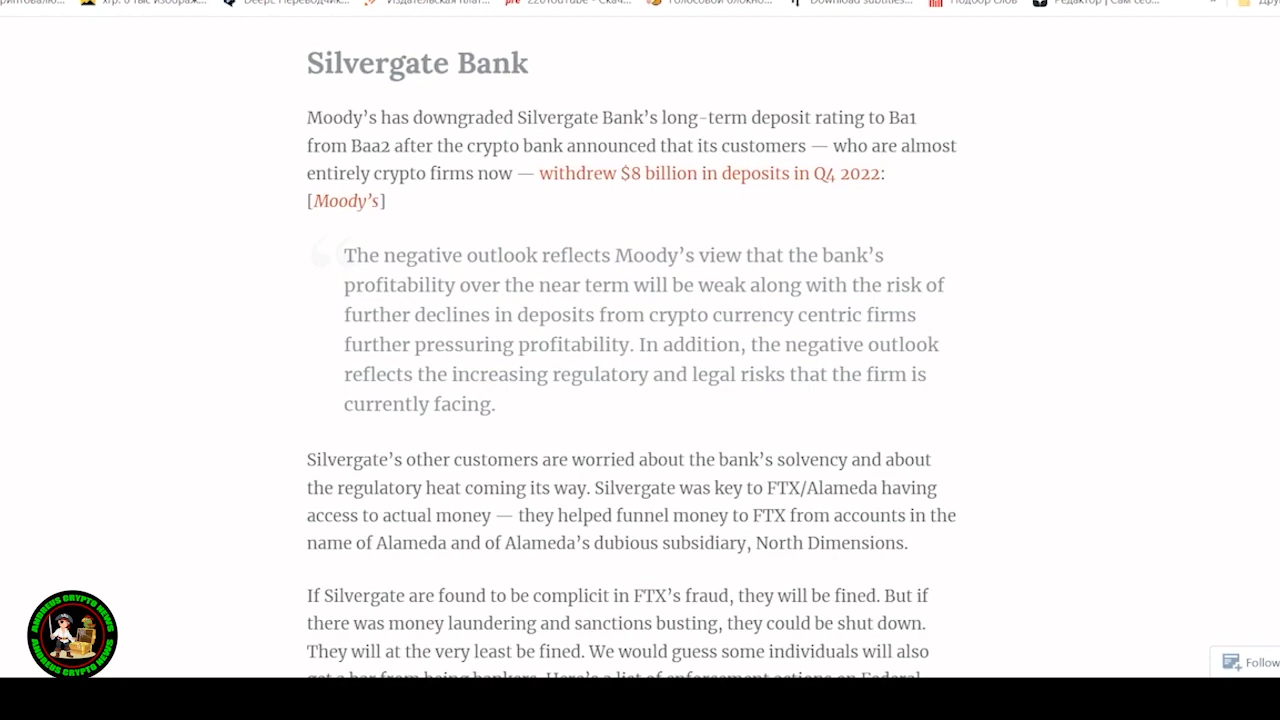 Silvergate Bank
Moody's has downgraded Silvergate Bank's long-term deposit rating to Ba1
from Baa2 after the crypto bank announced that its customers — who are almost
entirely crypto firms now — withdrew $8 billion in deposits in Q4 2022:
[Moody's]
“
The negative outlook reflects Moody's view that the bank's
profitability over the near term will be weak along with the risk of
further declines in deposits from crypto currency centric firms
further pressuring profitability. In addition, the negative outlook
reflects the increasing regulatory and legal risks that the firm is
currently facing.
Silvergate's other customers are worried about the bank's solvency and about
the regulatory heat coming its way. Silvergate was key to FTX/Alameda having
access to actual money — they helped funnel money to FTX from accounts in the
name of Alameda and of Alameda's dubious subsidiary, North Dimensions.
If Silvergate are found to be complicit in FTX's fraud, they will be fined. But if
there was money laundering and sanctions busting, they could be shut down.
They will at the very least be fined. We would guess some individuals will also
ANDREUS CRYPTO NEWS
ANDREUS CRYPTO NEWS
Follow